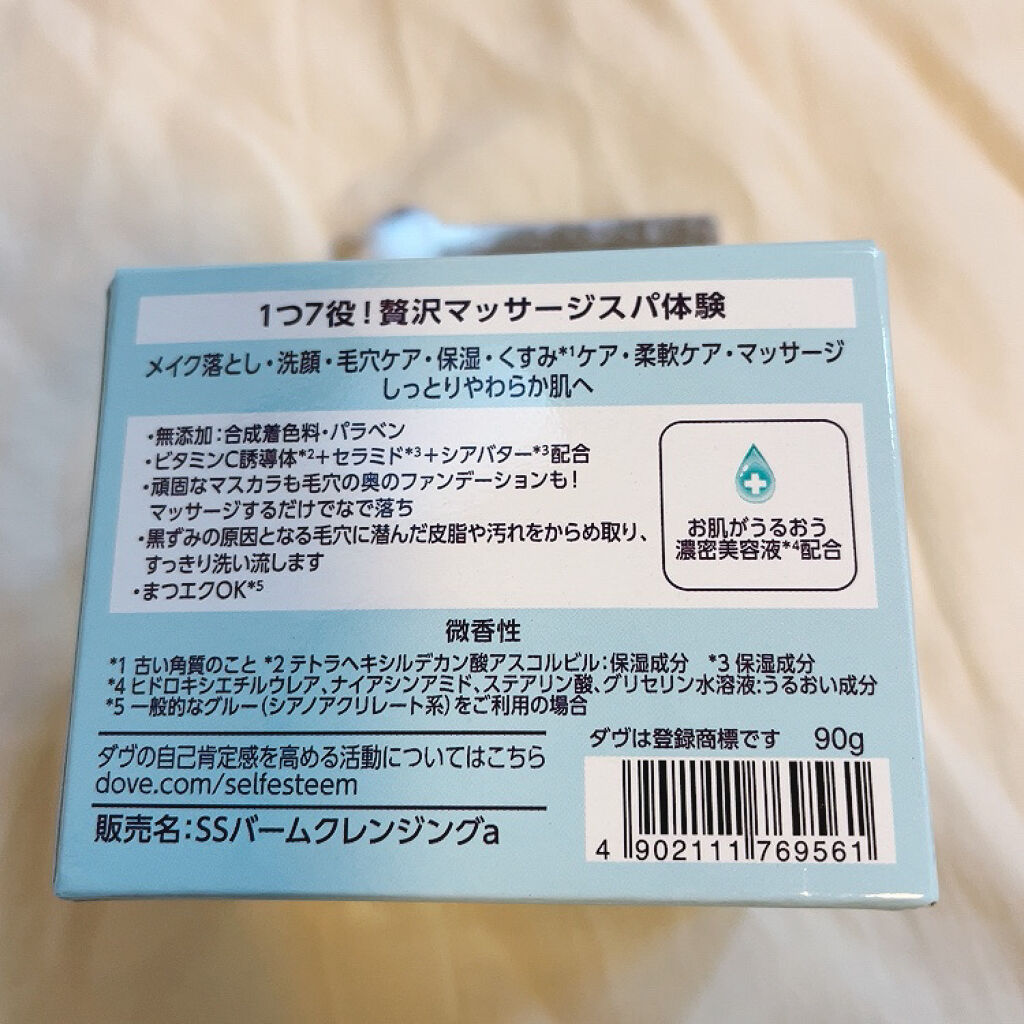 1つ7役！贅沢マッサージスパ体験
メイク落とし・洗顔・毛穴ケア・保湿・くすみ*1ケア・柔軟ケア・マッサージ
しっとりやわらか肌へ
・無添加：合成着色料・パラベン
・ビタミンC誘導体*2＋セラミド*3＋シアバター*3配合
・頑固なマスカラも毛穴の奥のファンデーションも！
マッサージするだけでなで落ち
・黒ずみの原因となる毛穴に潜んだ皮脂や汚れをからめ取り、
すっきり洗い流します
・まつエクOK*5
お肌がうるおう
濃密美容液*4配合
微香性
*1 古い角質のこと *2 テトラヘキシルデカン酸アスコルビル：保湿成分 *3 保湿成分
*4 ヒドロキシエチルウレア、ナイアシンアミド、ステアリン酸、グリセリン水溶液：うるおい成分
*5 一般的なグルー（シアノアクリレート系）をご利用の場合
ダヴの自己肯定感を高める活動についてはこちら
dove.com/selfesteem
販売名：SSバームクレンジングa
ダヴは登録商標です 90g
4 902111 769561